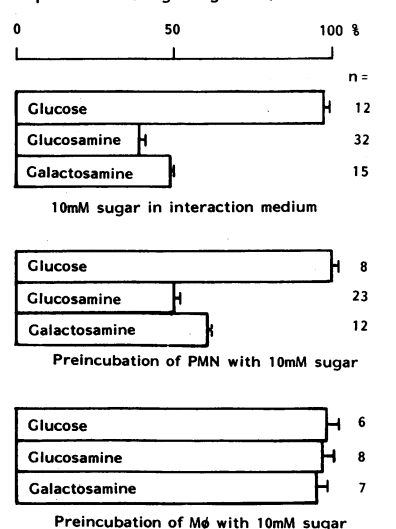 0 50 100 %
n =
Glucose 12
Glucosamine 32
Galactosamine 15
10mM sugar in interaction medium
Glucose 8
Glucosamine 23
Galactosamine 12
Preincubation of PMN with 10mM sugar
Glucose 6
Glucosamine 8
Galactosamine 7
Preincubation of Mø with 10mM sugar